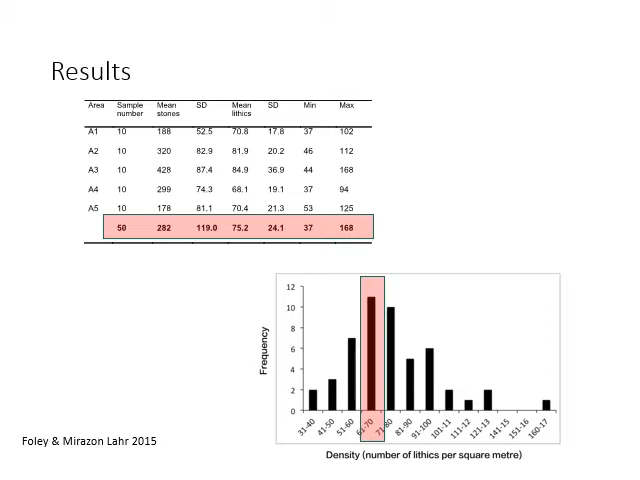 Results
Area Sample number Mean stones SD Mean lithics SD Min Max
A1 10 188 52.5 70.8 17.8 37 102
A2 10 320 82.9 81.9 20.2 46 112
A3 10 428 87.4 84.9 36.9 44 168
A4 10 299 74.3 68.1 19.1 37 94
A5 10 178 81.1 70.4 21.3 53 125
50 282 119.0 75.2 24.1 37 168
12
10
8
6
4
2
0
Frequency
31-40 41-50 51-60 61-70 71-80 81-90 91-100 101-11 111-12 121-13 141-15 151-16 160-17
Density (number of lithics per square metre)
Foley & Mirazon Lahr 2015